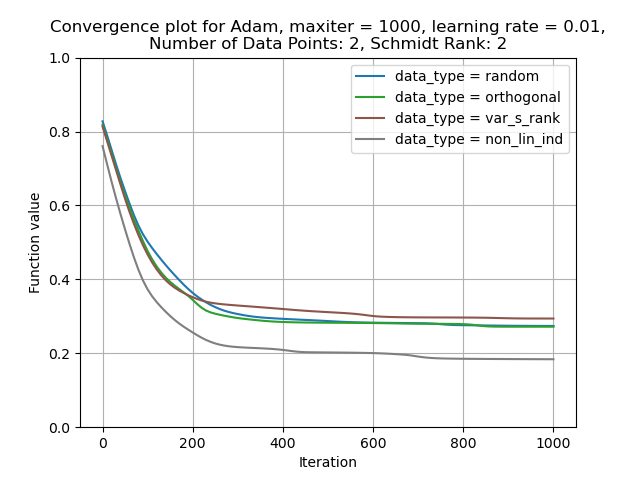 Convergence plot for Adam, maxiter = 1000, learning rate = 0.01,
Number of Data Points: 2, Schmidt Rank: 2
1.0
0.8
0.6
0.4
0.2
0.0
Function value
data_type = random
data_type = orthogonal
data_type = var_s_rank
data_type = non_lin_ind
0 200 400 600 800 1000
Iteration